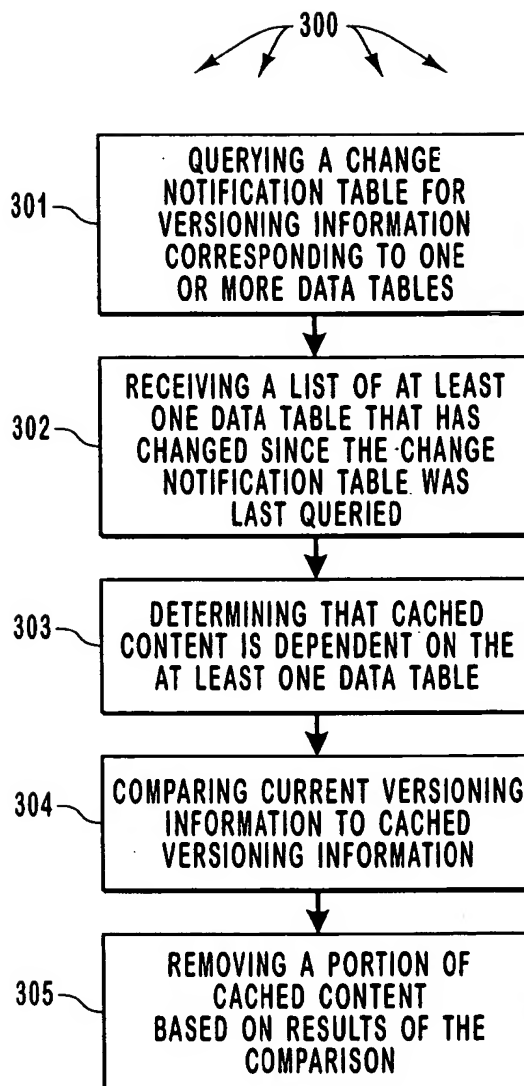 300
301
QUERYING A CHANGE
NOTIFICATION TABLE FOR
VERSIONING INFORMATION
CORRESPONDING TO ONE
OR MORE DATA TABLES
302
RECEIVING A LIST OF AT LEAST
ONE DATA TABLE THAT HAS
CHANGED SINCE THE CHANGE
NOTIFICATION TABLE WAS
LAST QUERIED
303
DETERMINING THAT CACHED
CONTENT IS DEPENDENT ON THE
AT LEAST ONE DATA TABLE
304
COMPARING CURRENT VERSIONING
INFORMATION TO CACHED
VERSIONING INFORMATION
305
REMOVING A PORTION OF
CACHED CONTENT
BASED ON RESULTS OF THE
COMPARISON